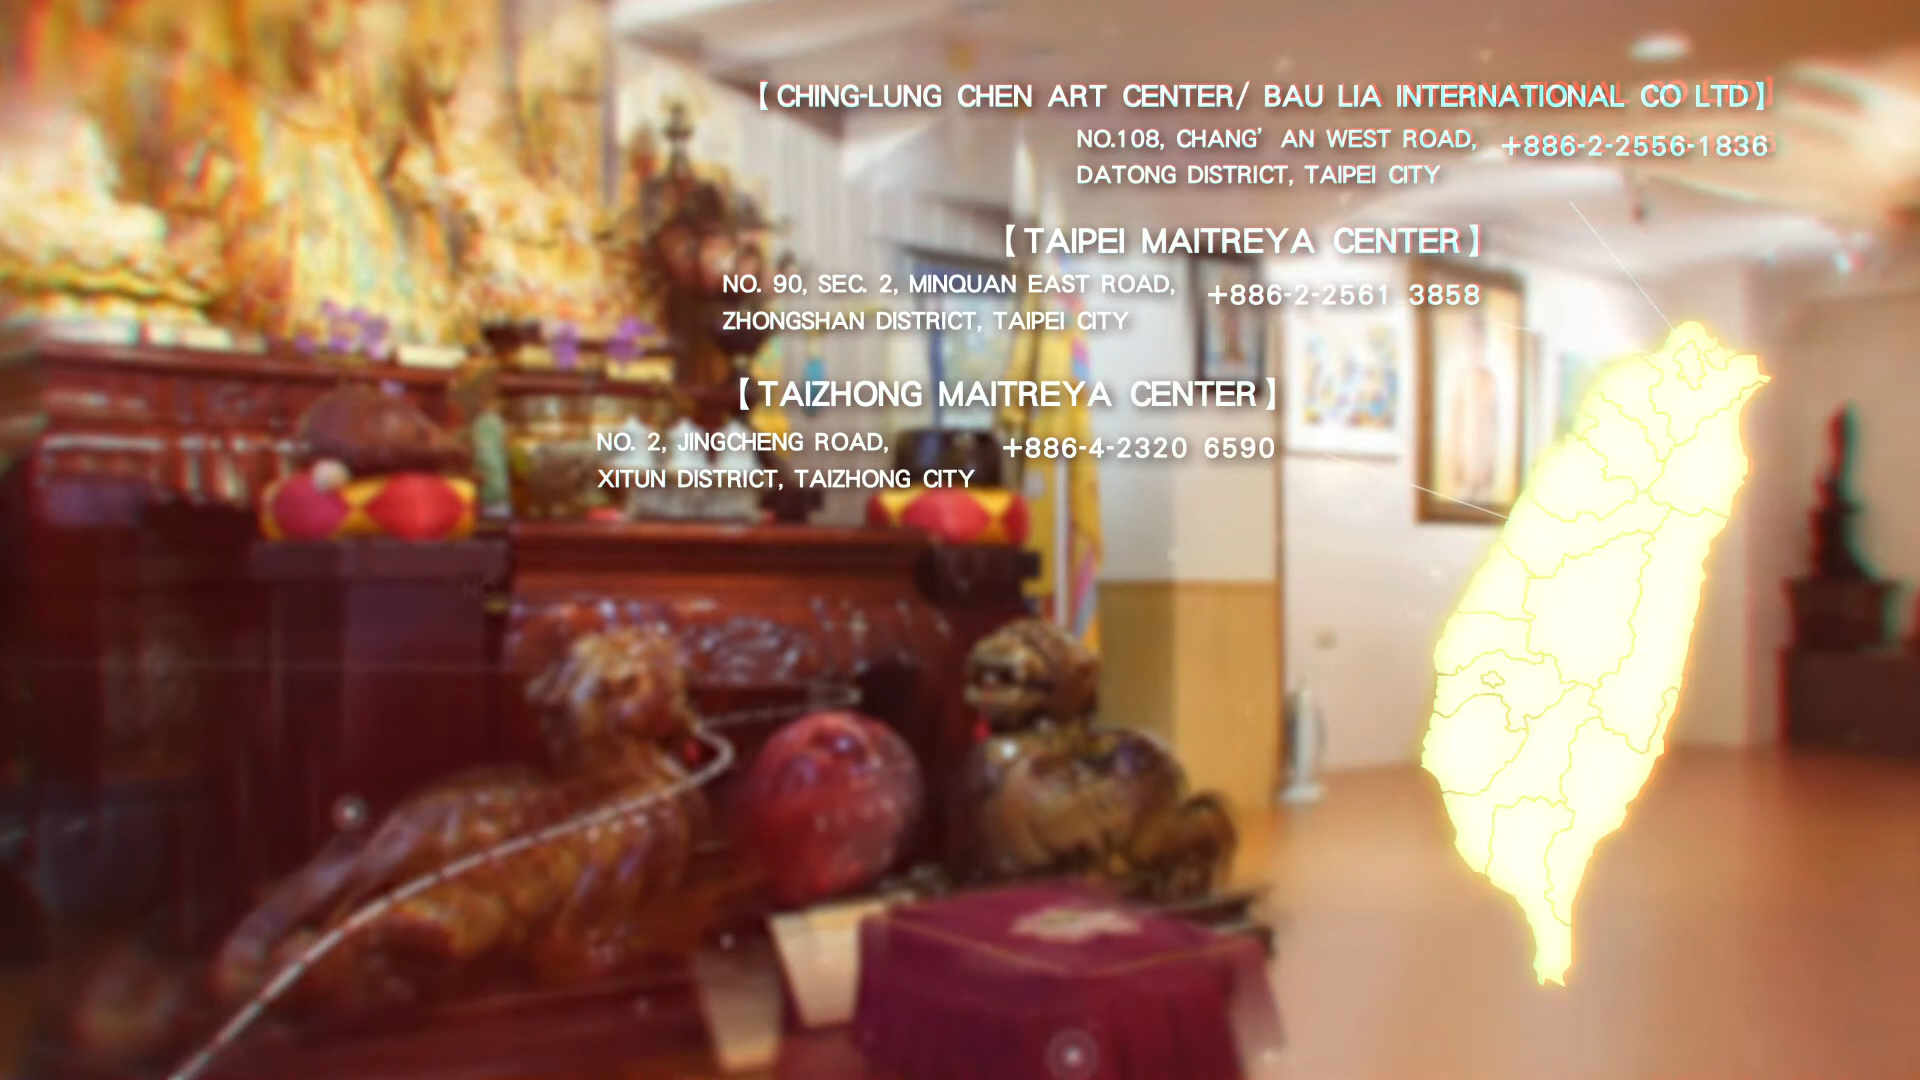 【CHING-LUNG CHEN ART CENTER/ BAU LIA INTERNATIONAL CO LTD】
NO.108, CHANG' AN WEST ROAD, +886-2-2556-1836
DATONG DISTRICT, TAIPEI CITY
【TAIPEI MAITREYA CENTER】
NO. 90, SEC. 2, MINQUAN EAST ROAD, +886-2-2561 3858
ZHONGSHAN DISTRICT, TAIPEI CITY
【TAIZHONG MAITREYA CENTER】
NO. 2, JINGCHENG ROAD, +886-4-2320 6590
XITUN DISTRICT, TAIZHONG CITY